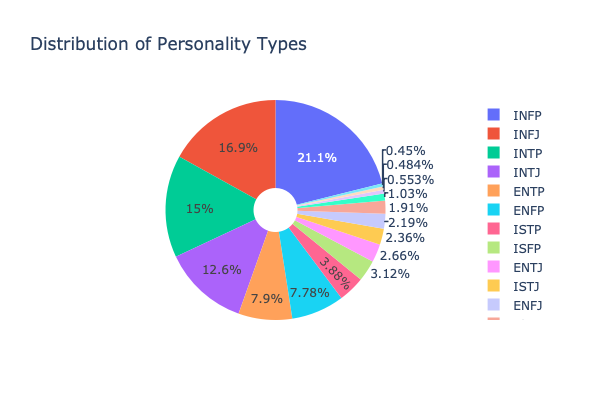 Distribution of Personality Types
21.1%
16.9%
15%
12.6%
7.9%
7.78%
3.88%
3.12%
2.66%
2.36%
2.19%
1.91%
1.03%
0.553%
0.484%
0.45%
INFP
INFJ
INTP
INTJ
ENTP
ENFP
ISTP
ISFP
ENTJ
ISTJ
ENFJ